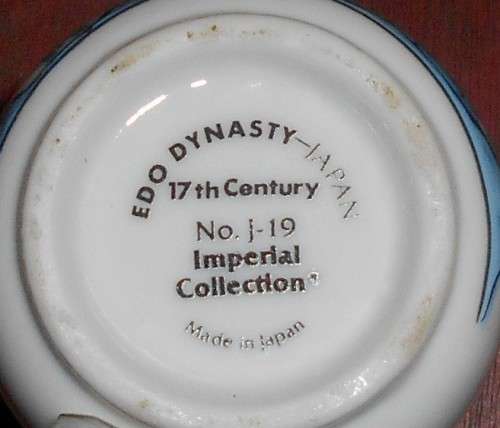 EDO DYNASTY-JAPAN
17th Century
No. J-19
Imperial
Collection
Made in Japan